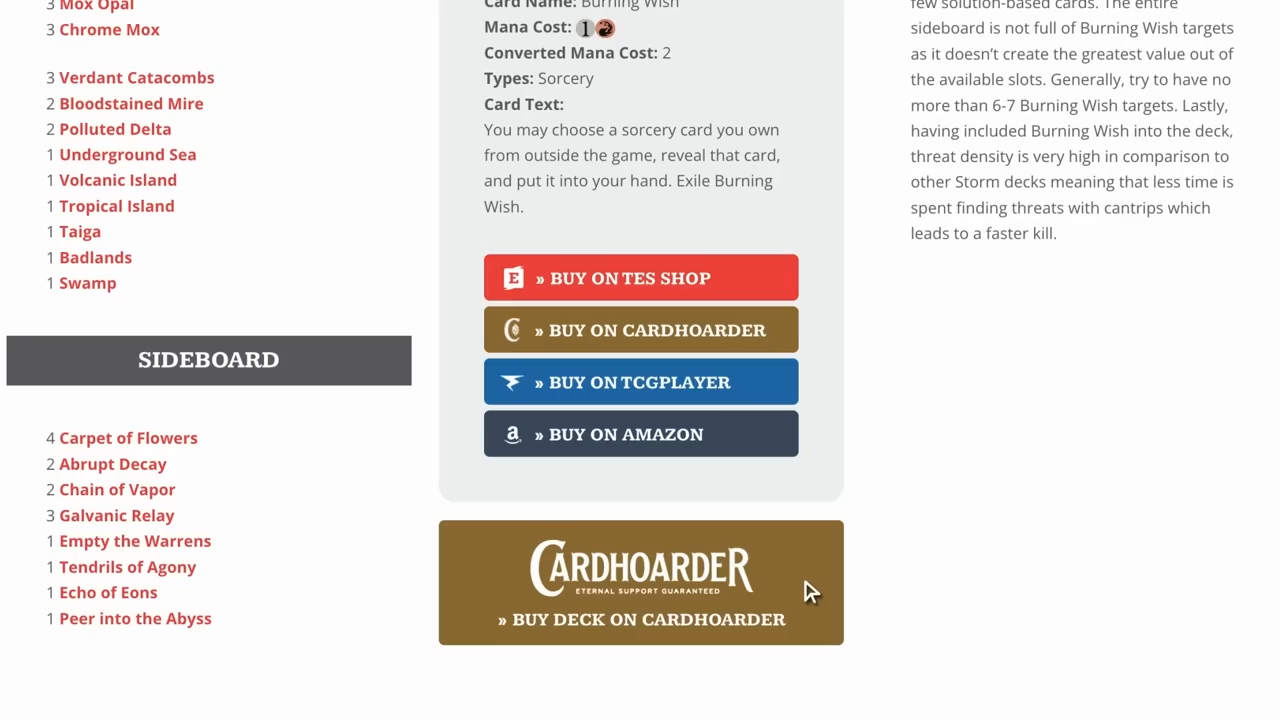 3 Mox Opal
3 Chrome Mox
3 Verdant Catacombs
2 Bloodstained Mire
2 Polluted Delta
1 Underground Sea
1 Volcanic Island
1 Tropical Island
1 Taiga
1 Badlands
1 Swamp
SIDEBOARD
4 Carpet of Flowers
2 Abrupt Decay
2 Chain of Vapor
3 Galvanic Relay
1 Empty the Warrens
1 Tendrils of Agony
1 Echo of Eons
1 Peer into the Abyss
Card Name: Burning Wish
Mana Cost: 1
Converted Mana Cost: 2
Types: Sorcery
Card Text:
You may choose a sorcery card you own
from outside the game, reveal that card,
and put it into your hand. Exile Burning
Wish.
E » BUY ON TES SHOP
C » BUY ON CARDHOARDER
» BUY ON TCGPLAYER
a » BUY ON AMAZON
CARDHOARDER
ETERNAL SUPPORT GUARANTEED
» BUY DECK ON CARDHOARDER
few solution-based cards. The entire
sideboard is not full of Burning Wish targets
as it doesn’t create the greatest value out of
the available slots. Generally, try to have no
more than 6-7 Burning Wish targets. Lastly,
having included Burning Wish into the deck,
threat density is very high in comparison to
other Storm decks meaning that less time is
spent finding threats with cantrips which
leads to a faster kill.